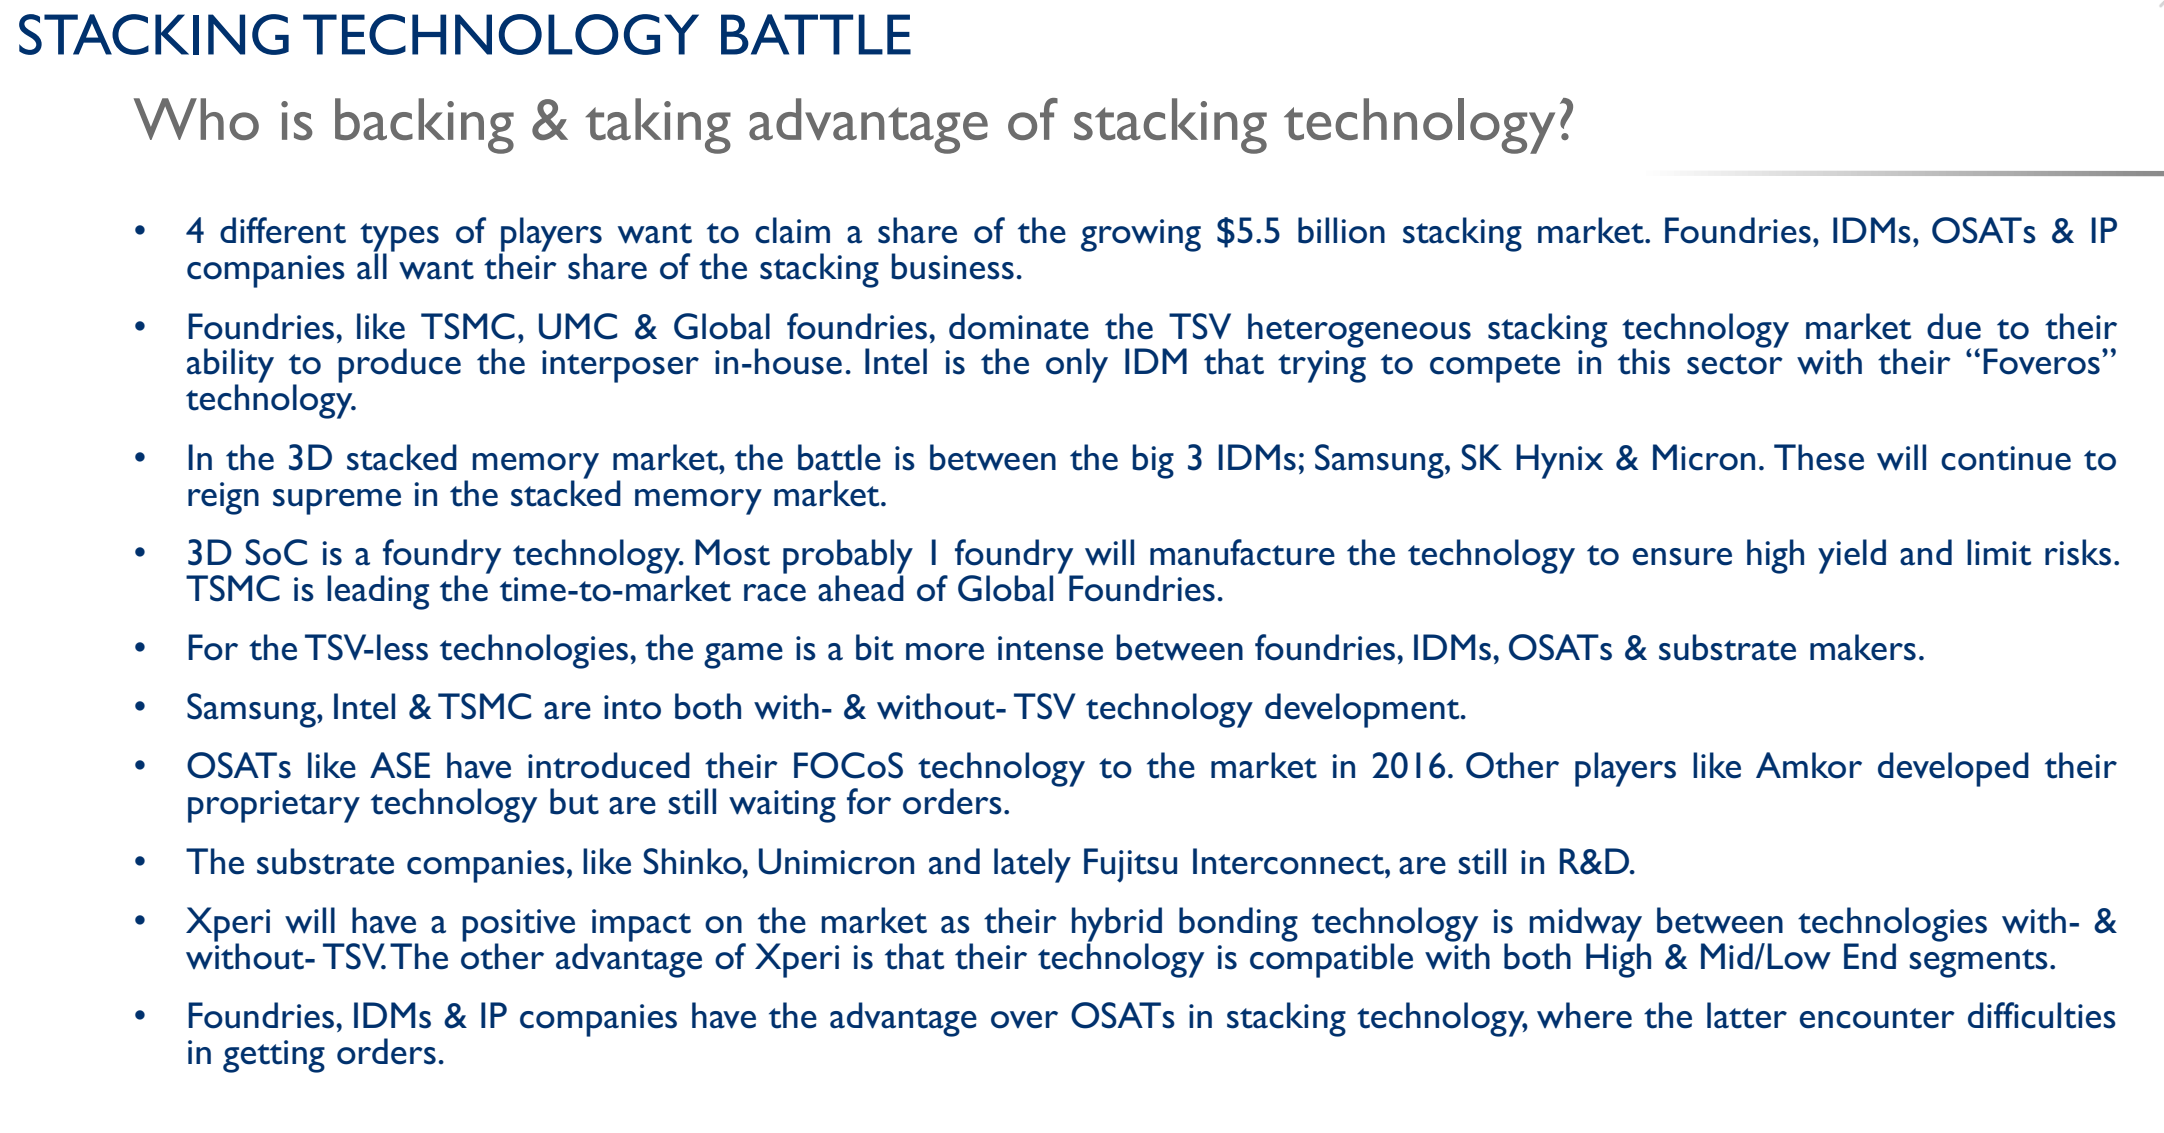 STACKING TECHNOLOGY BATTLE
Who is backing & taking advantage of stacking technology?
• 4 different types of players want to claim a share of the growing $5.5 billion stacking market. Foundries, IDMs, OSATs & IP
companies all want their share of the stacking business.
• Foundries, like TSMC, UMC & Global foundries, dominate the TSV heterogeneous stacking technology market due to their
ability to produce the interposer in-house. Intel is the only IDM that trying to compete in this sector with their “Foveros”
technology.
• In the 3D stacked memory market, the battle is between the big 3 IDMs; Samsung, SK Hynix & Micron. These will continue to
reign supreme in the stacked memory market.
• 3D SoC is a foundry technology. Most probably 1 foundry will manufacture the technology to ensure high yield and limit risks.
TSMC is leading the time-to-market race ahead of Global Foundries.
• For the TSV-less technologies, the game is a bit more intense between foundries, IDMs, OSATs & substrate makers.
• Samsung, Intel & TSMC are into both with- & without- TSV technology development.
• OSATs like ASE have introduced their FOCoS technology to the market in 2016. Other players like Amkor developed their
proprietary technology but are still waiting for orders.
• The substrate companies, like Shinko, Unimicron and lately Fujitsu Interconnect, are still in R&D.
• Xperi will have a positive impact on the market as their hybrid bonding technology is midway between technologies with- &
without- TSV. The other advantage of Xperi is that their technology is compatible with both High & Mid/Low End segments.
• Foundries, IDMs & IP companies have the advantage over OSATs in stacking technology, where the latter encounter difficulties
in getting orders.